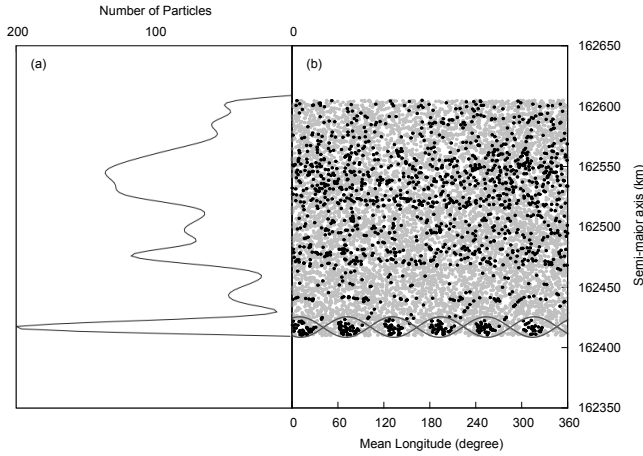 Number of Particles
200 100 0
(a) (b)
162650
162600
162550
162500
162450
162400
162350
Semi-major axis (km)
0 60 120 180 240 300 360
Mean Longitude (degree)